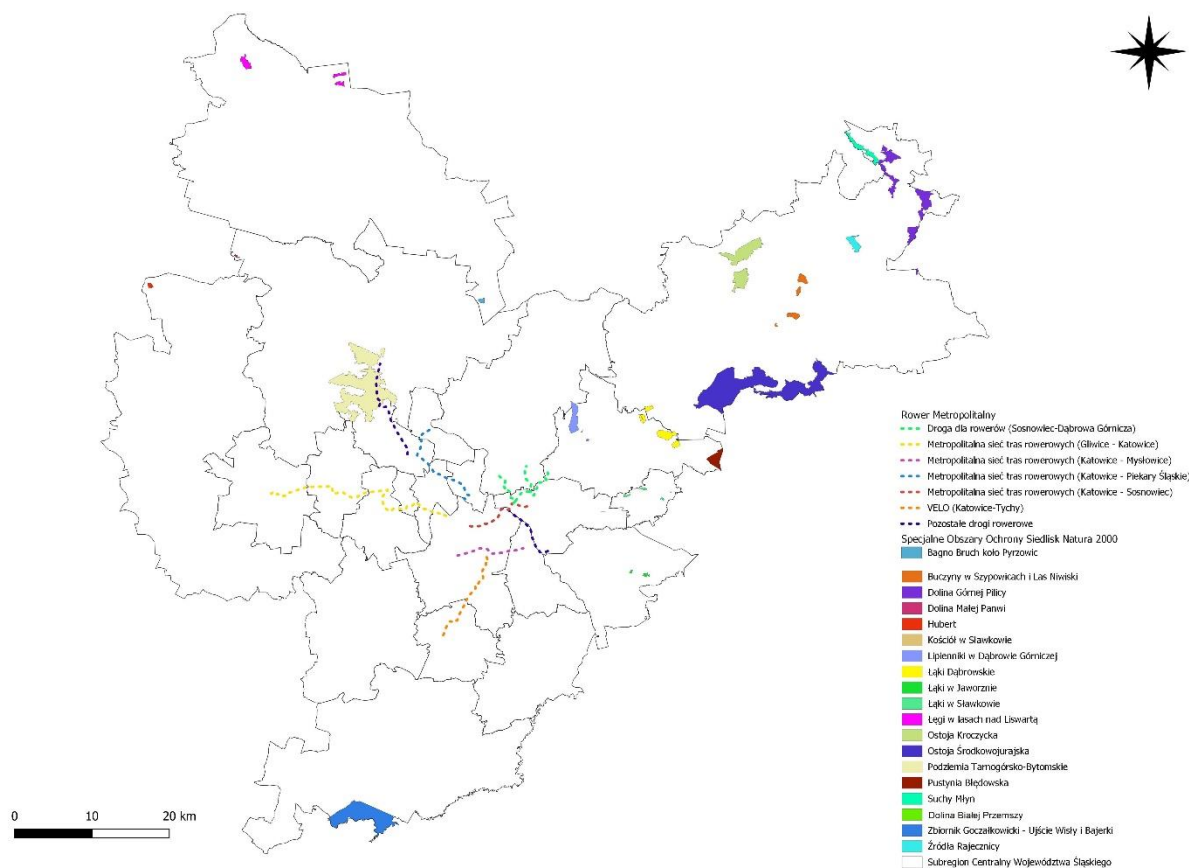 Rower Metropolitalny
Droga dla rowerów (Sosnowiec-Dąbrowa Górnicza)
Metropolitalna sieć tras rowerowych (Gliwice - Katowice)
Metropolitalna sieć tras rowerowych (Katowice - Mysłowice)
Metropolitalna sieć tras rowerowych (Katowice - Piekary Śląskie)
Metropolitalna sieć tras rowerowych (Katowice - Sosnowiec)
VELO (Katowice-Tychy)
Pozostałe drogi rowerowe
Specjalne Obszary Ochrony Siedlisk Natura 2000
Bagno Bruch koło Pyrzowic
Buczyny w Szypowicach i Las Niwiski
Dolina Górnej Pilicy
Dolina Małej Panwi
Hubert
Kościół w Sławkowie
Lipienniki w Dąbrowie Górniczej
Łąki Dąbrowskie
Łąki w Jaworznie
Łąki w Sławkowie
Łęgi w lasach nad Liswartą
Ostoja Kroczycka
Ostoja Środkowojurajska
Podziemia Tarnogórsko-Bytomskie
Pustynia Błędowska
Suchy Młyn
Dolina Białej Przemszy
Zbiornik Goczałkowicki - Ujście Wisły i Bajerki
Źródła Rajecznicy
Subregion Centralny Województwa Śląskiego
0 10 20 km